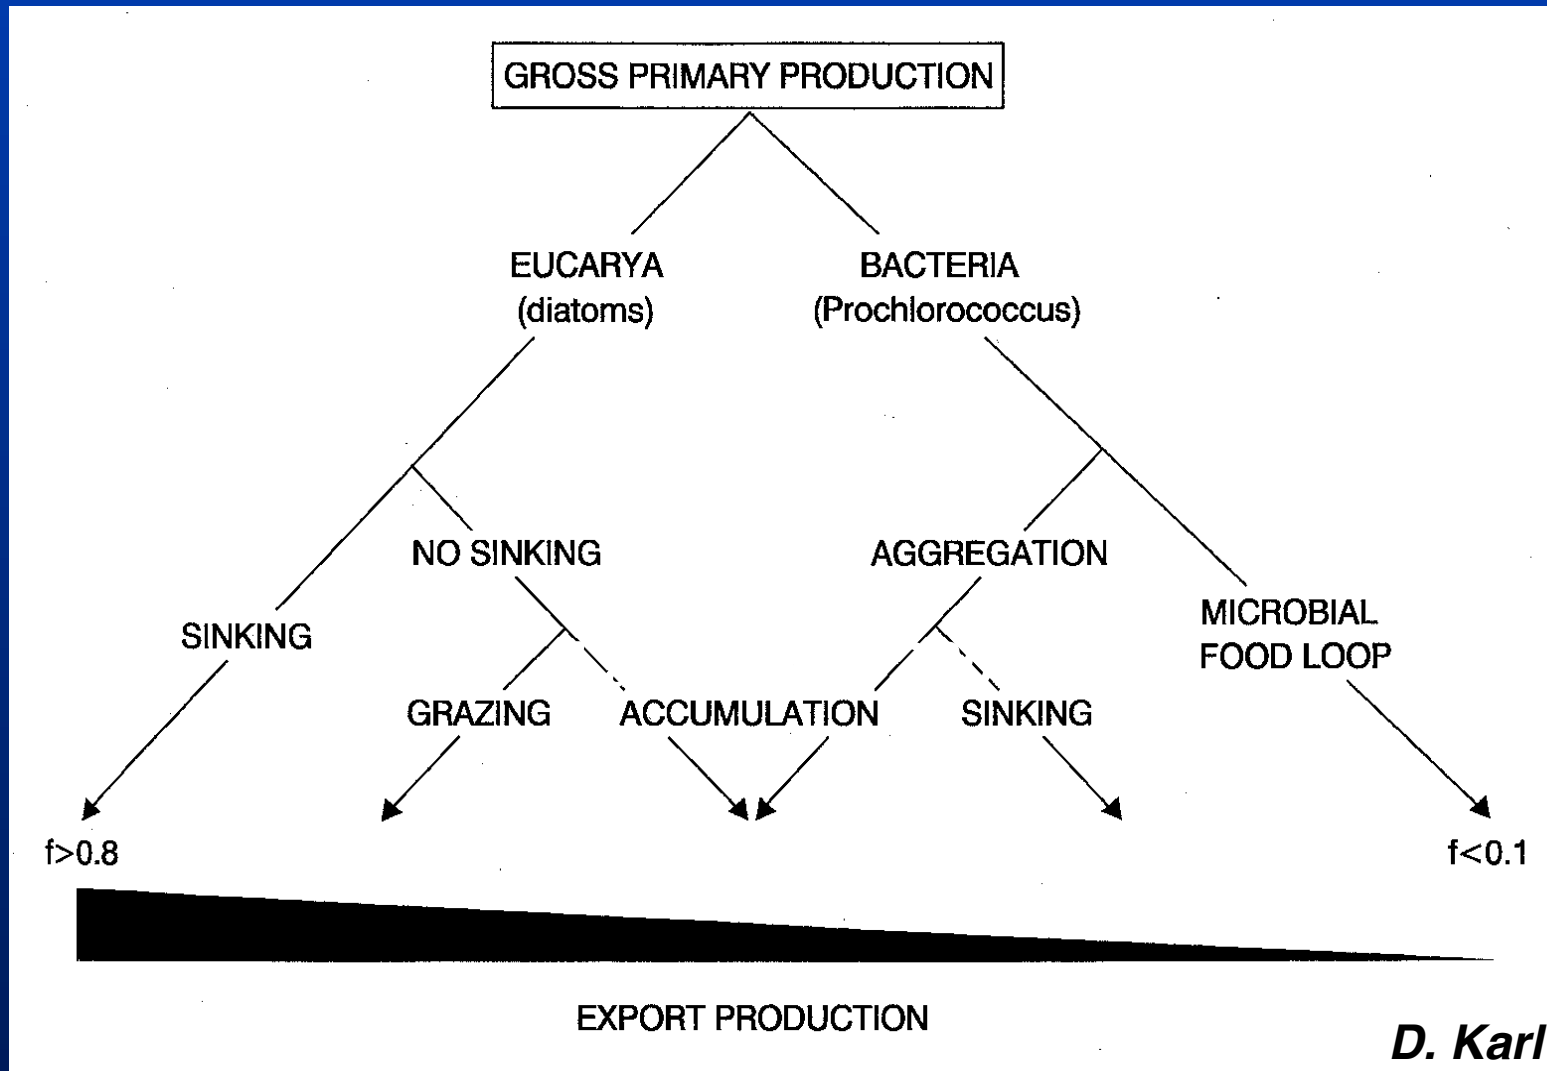 GROSS PRIMARY PRODUCTION
EUCARYA
(diatoms)
BACTERIA
(Prochlorococcus)
NO SINKING
AGGREGATION
SINKING
MICROBIAL
FOOD LOOP
GRAZING
ACCUMULATION
SINKING
f>0.8
f<0.1
EXPORT PRODUCTION
D. Karl